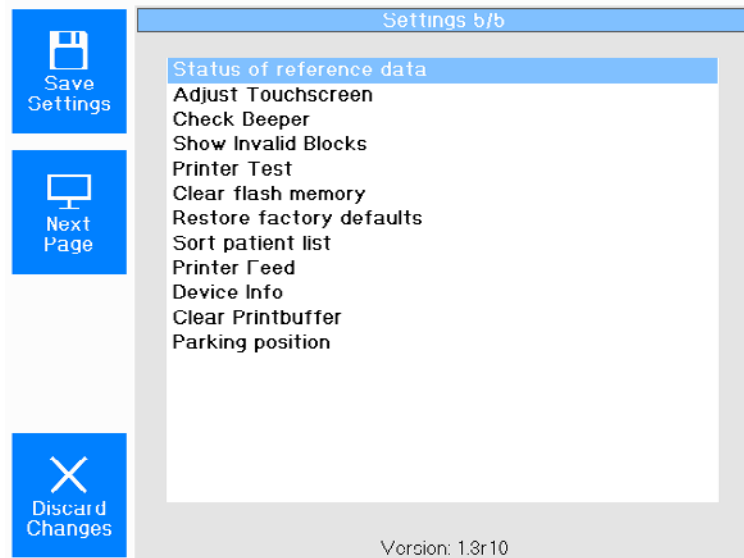 Settings 5/5
Save
Settings
Next
Page
Discard
Changes
Status of reference data
Adjust Touchscreen
Check Beeper
Show Invalid Blocks
Printer Test
Clear flash memory
Restore factory defaults
Sort patient list
Printer Feed
Device Info
Clear Printbuffer
Parking position
Version: 1.3r10